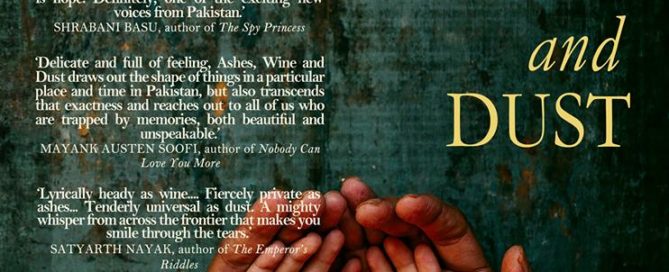 is hope. Definitely, one of the exciting new
voices from Pakistan.’
SHRABANI BASU, author of The Spy Princess
‘Delicate and full of feeling, Ashes, Wine and
Dust draws out the shape of things in a particular
place and time in Pakistan, but also transcends
that exactness and reaches out to all of us who
are trapped by memories, both beautiful and
unspeakable.’
MAYANK AUSTEN SOOFI, author of Nobody Can
Love You More
‘Lyrically heady as wine.... Fiercely private as
ashes... Tenderly universal as dust. A mighty
whisper from across the frontier that makes you
smile through the tears.’
SATYARTH NAYAK, author of The Emperor's
Riddles
and
DUST